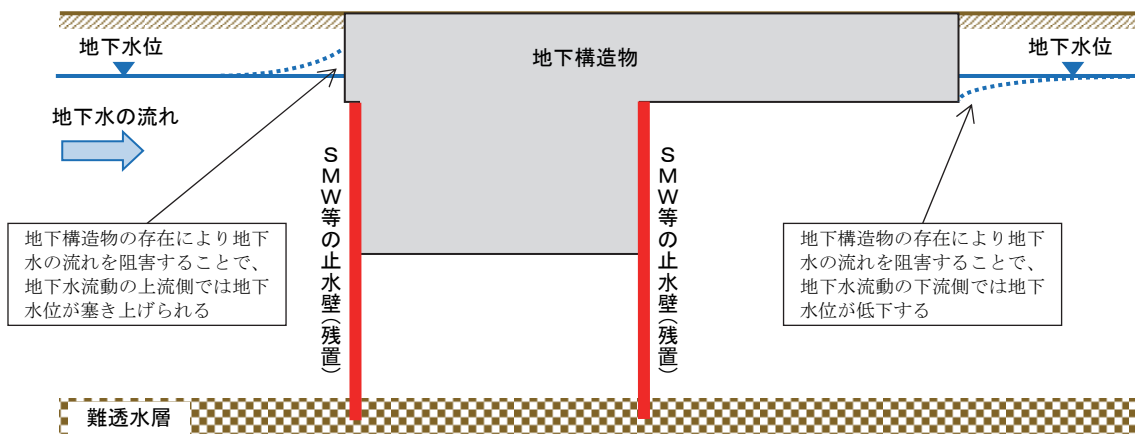 地下水位
地下構造物
地下水位
地下水の流れ
SMW等の止水壁(残置)
SMW等の止水壁(残置)
地下構造物の存在により地下
水の流れを阻害することで、
地下水流動の上流側では地下
水位が塞き上げられる
地下構造物の存在により地下
水の流れを阻害することで、
地下水流動の下流側では地下
水位が低下する
難透水層